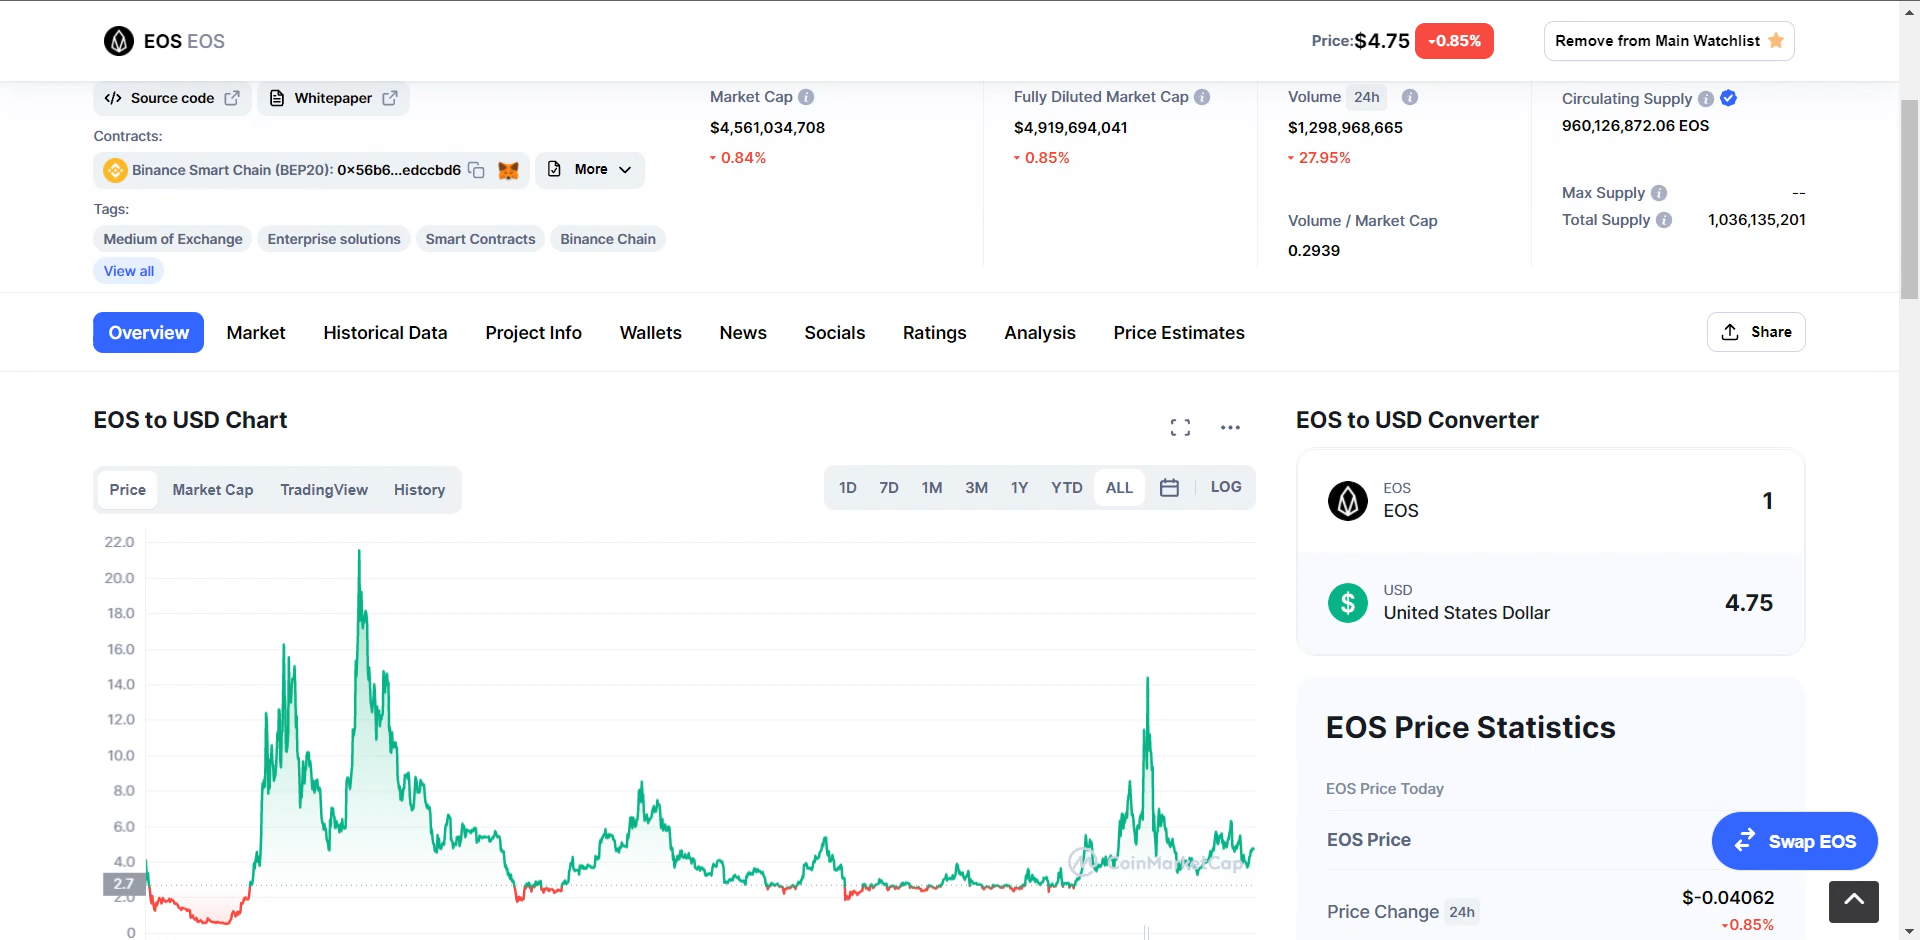 EOS EOS
Price:$4.75 0.85%
Remove from Main Watchlist
Source code
Whitepaper
Contracts:
Binance Smart Chain (BEP20): 0x56b6...edccbd6
More
Tags:
Medium of Exchange
Enterprise solutions
Smart Contracts
Binance Chain
View all
Market Cap
$4,561,034,708
0.84%
Fully Diluted Market Cap
$4,919,694,041
0.85%
Volume 24h
$1,298,968,665
27.95%
Volume / Market Cap
0.2939
Circulating Supply
960,126,872.06 EOS
Max Supply --
Total Supply 1,036,135,201
Overview
Market
Historical Data
Project Info
Wallets
News
Socials
Ratings
Analysis
Price Estimates
Share
EOS to USD Chart
Price
Market Cap
TradingView
History
1D 7D 1M 3M 1Y YTD ALL LOG
22.0
20.0
18.0
16.0
14.0
12.0
10.0
8.0
6.0
4.0
2.7
2.0
0
CoinMarketCap
EOS to USD Converter
EOS
EOS
1
USD
United States Dollar
4.75
EOS Price Statistics
EOS Price Today
EOS Price
Swap EOS
Price Change 24h
$-0.04062
0.85%